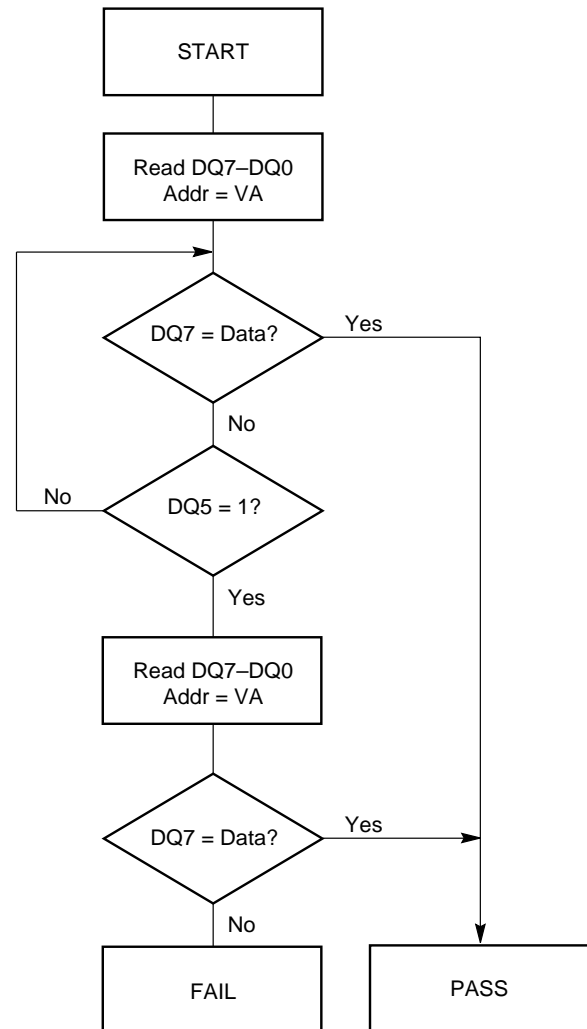 START
Read DQ7–DQ0
Addr = VA
DQ7 = Data?
Yes
No
No
DQ5 = 1?
Yes
Read DQ7–DQ0
Addr = VA
DQ7 = Data?
Yes
No
FAIL
PASS